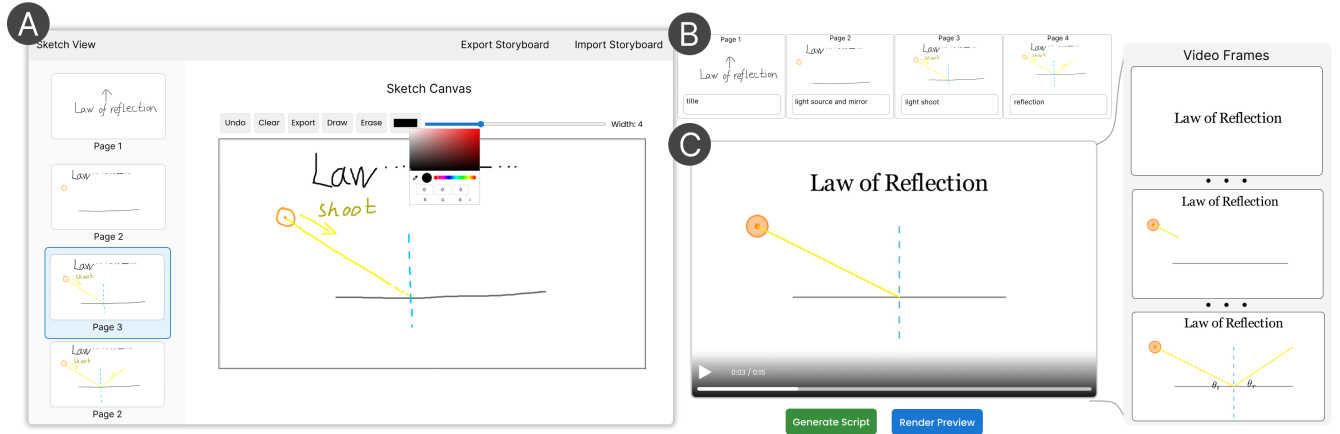 A
Sketch View
Export Storyboard
Import Storyboard
Law of reflection
Page 1
Law
Page 2
Law
shoot
Page 3
Law
shoot
Page 2
Sketch Canvas
Undo
Clear
Export
Draw
Erase
Width: 4
0
0
0
R
G
B
Law
shoot
B
Page 1
Law of reflection
title
Page 2
Law
light source and mirror
Page 3
Law
shoot
light shoot
Page 4
Law
shoot
reflection
C
Law of Reflection
0:03 / 0:15
Generate Script
Render Preview
Video Frames
Law of Reflection
Law of Reflection
Law of Reflection
θi
θr